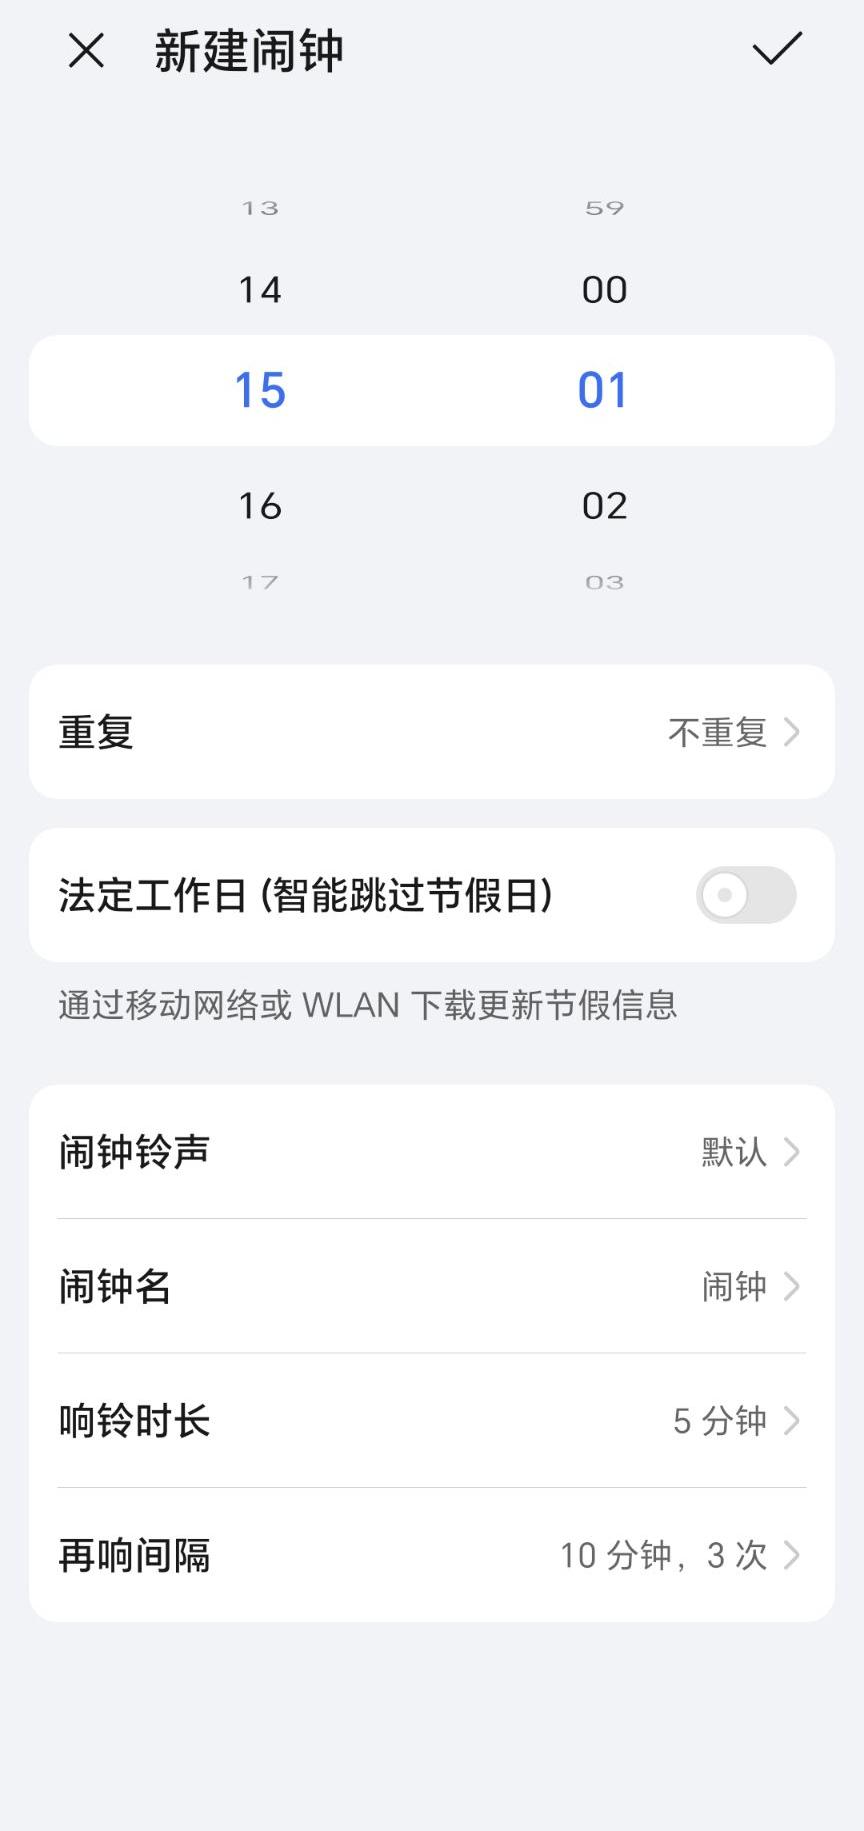 新建闹钟
13 59
14 00
15 01
16 02
17 03
重复 不重复
法定工作日 (智能跳过节假日)
通过移动网络或 WLAN 下载更新节假信息
闹钟铃声 默认
闹钟名 闹钟
响铃时长 5 分钟
再响间隔 10 分钟，3 次